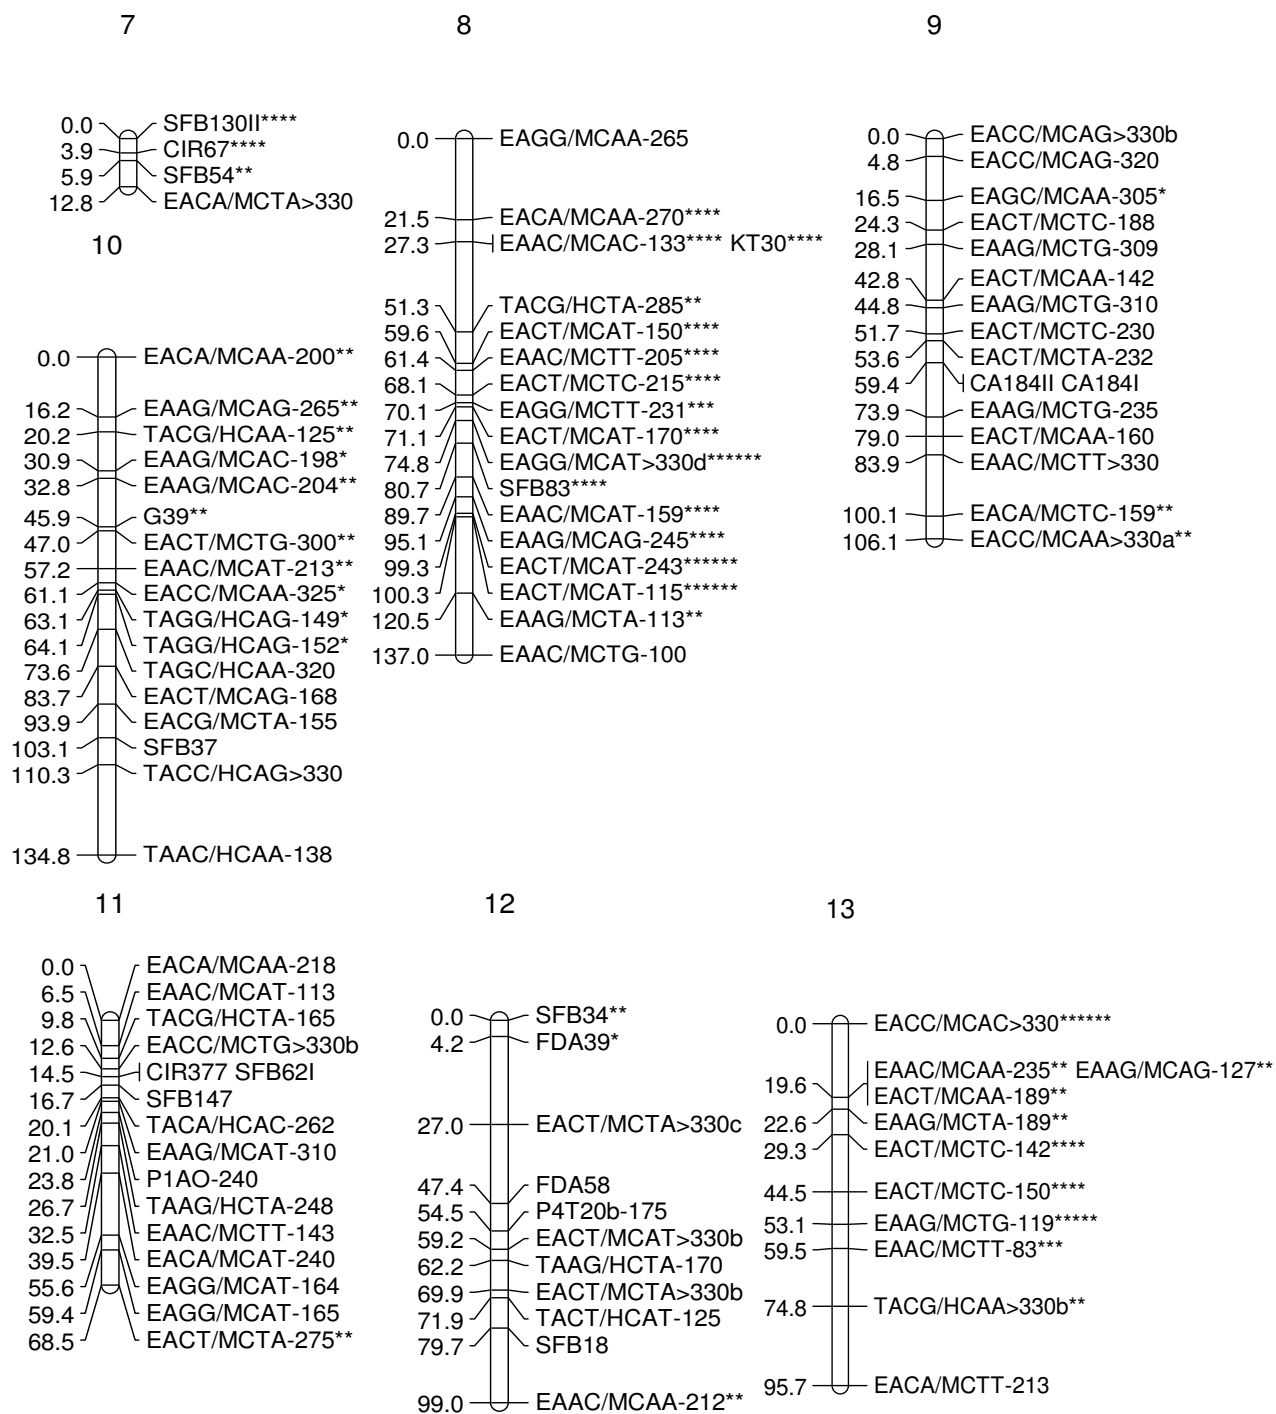 7
0.0 SFB130II****
3.9 CIR67****
5.9 SFB54**
12.8 EACA/MCTA>330
8
0.0 EAGG/MCAA-265
21.5 EACA/MCAA-270****
27.3 EAAC/MCAC-133**** KT30****
51.3 TACG/HCTA-285**
59.6 EACT/MCAT-150****
61.4 EAAC/MCTT-205****
68.1 EACT/MCTC-215****
70.1 EAGG/MCTT-231***
71.1 EACT/MCAT-170****
74.8 EAGG/MCAT>330d******
80.7 SFB83****
89.7 EAAC/MCAT-159****
95.1 EAAG/MCAG-245****
99.3 EACT/MCAT-243******
100.3 EACT/MCAT-115******
120.5 EAAG/MCTA-113**
137.0 EAAC/MCTG-100
9
0.0 EACC/MCAG>330b
4.8 EACC/MCAG-320
16.5 EAGC/MCAA-305*
24.3 EACT/MCTC-188
28.1 EAAG/MCTG-309
42.8 EACT/MCAA-142
44.8 EAAG/MCTG-310
51.7 EACT/MCTC-230
53.6 EACT/MCTA-232
59.4 CA184II CA184I
73.9 EAAG/MCTG-235
79.0 EACT/MCAA-160
83.9 EAAC/MCTT>330
100.1 EACA/MCTC-159**
106.1 EACC/MCAA>330a**
10
0.0 EACA/MCAA-200**
16.2 EAAG/MCAG-265**
20.2 TACG/HCAA-125**
30.9 EAAG/MCAC-198*
32.8 EAAG/MCAC-204**
45.9 G39**
47.0 EACT/MCTG-300**
57.2 EAAC/MCAT-213**
61.1 EACC/MCAA-325*
63.1 TAGG/HCAG-149*
64.1 TAGG/HCAG-152*
73.6 TAGC/HCAA-320
83.7 EACT/MCAG-168
93.9 EACG/MCTA-155
103.1 SFB37
110.3 TACC/HCAG>330
134.8 TAAC/HCAA-138
11
0.0 EACA/MCAA-218
6.5 EAAC/MCAT-113
9.8 TACG/HCTA-165
12.6 EACC/MCTG>330b
14.5 CIR377 SFB62I
16.7 SFB147
20.1 TACA/HCAC-262
21.0 EAAG/MCAT-310
23.8 P1AO-240
26.7 TAAG/HCTA-248
32.5 EAAC/MCTT-143
39.5 EACA/MCAT-240
55.6 EAGG/MCAT-164
59.4 EAGG/MCAT-165
68.5 EACT/MCTA-275**
12
0.0 SFB34**
4.2 FDA39*
27.0 EACT/MCTA>330c
47.4 FDA58
54.5 P4T20b-175
59.2 EACT/MCAT>330b
62.2 TAAG/HCTA-170
69.9 EACT/MCTA>330b
71.9 TACT/HCAT-125
79.7 SFB18
99.0 EAAC/MCAA-212**
13
0.0 EACC/MCAC>330******
EAAC/MCAA-235** EAAG/MCAG-127**
19.6 EACT/MCAA-189**
22.6 EAAG/MCTA-189**
29.3 EACT/MCTC-142****
44.5 EACT/MCTC-150****
53.1 EAAG/MCTG-119*****
59.5 EAAC/MCTT-83***
74.8 TACG/HCAA>330b**
95.7 EACA/MCTT-213